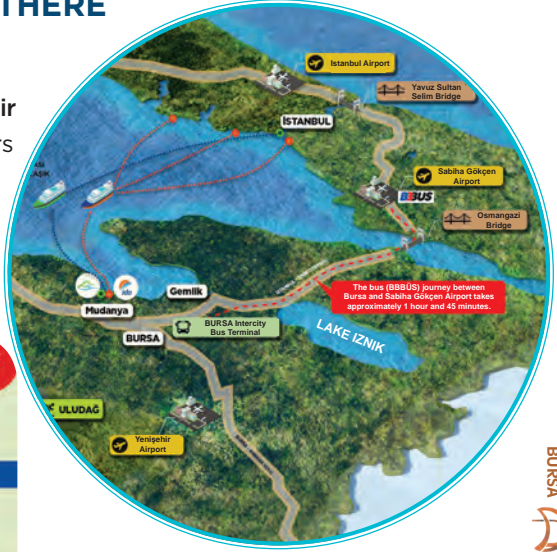 THERE
ir
rs
Istanbul Airport
Yavuz Sultan
Selim Bridge
İSTANBUL
Sabiha Gökçen
Airport
BBBUS
Osmangazi
Bridge
The bus (BBBÜS) journey between
Bursa and Sabiha Gökçen Airport takes
approximately 1 hour and 45 minutes.
Gemlik
Mudanya
BURSA Intercity
Bus Terminal
LAKE IZNIK
BURSA
ULUDAĞ
Yenişehir
Airport
BURSA